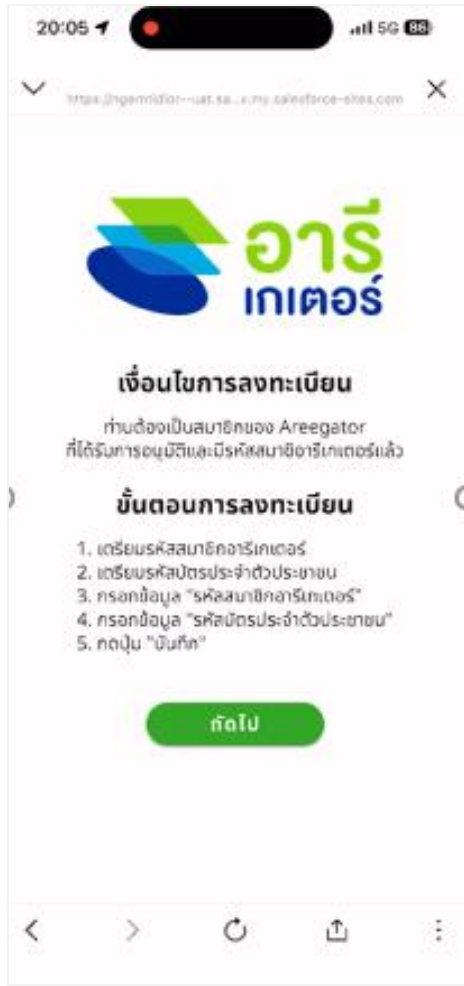 20:05
5G 86
อารี
เกเตอร์
เงื่อนไขการลงทะเบียน
ท่านต้องเป็นสมาชิกของ Areegator
ที่ได้รับการอนุมัติและมีรหัสสมาชิอารีเกเตอร์แล้ว
ขั้นตอนการลงทะเบียน
1. เตรียมรหัสสมาชิกอารีเกเตอร์
2. เตรียมรหัสบัตรประจำตัวประชาชน
3. กรอกข้อมูล "รหัสสมาชิกอารีเกเตอร์"
4. กรอกข้อมูล "รหัสบัตรประจำตัวประชาชน"
5. กดปุ่ม "บันทึก"
ถัดไป